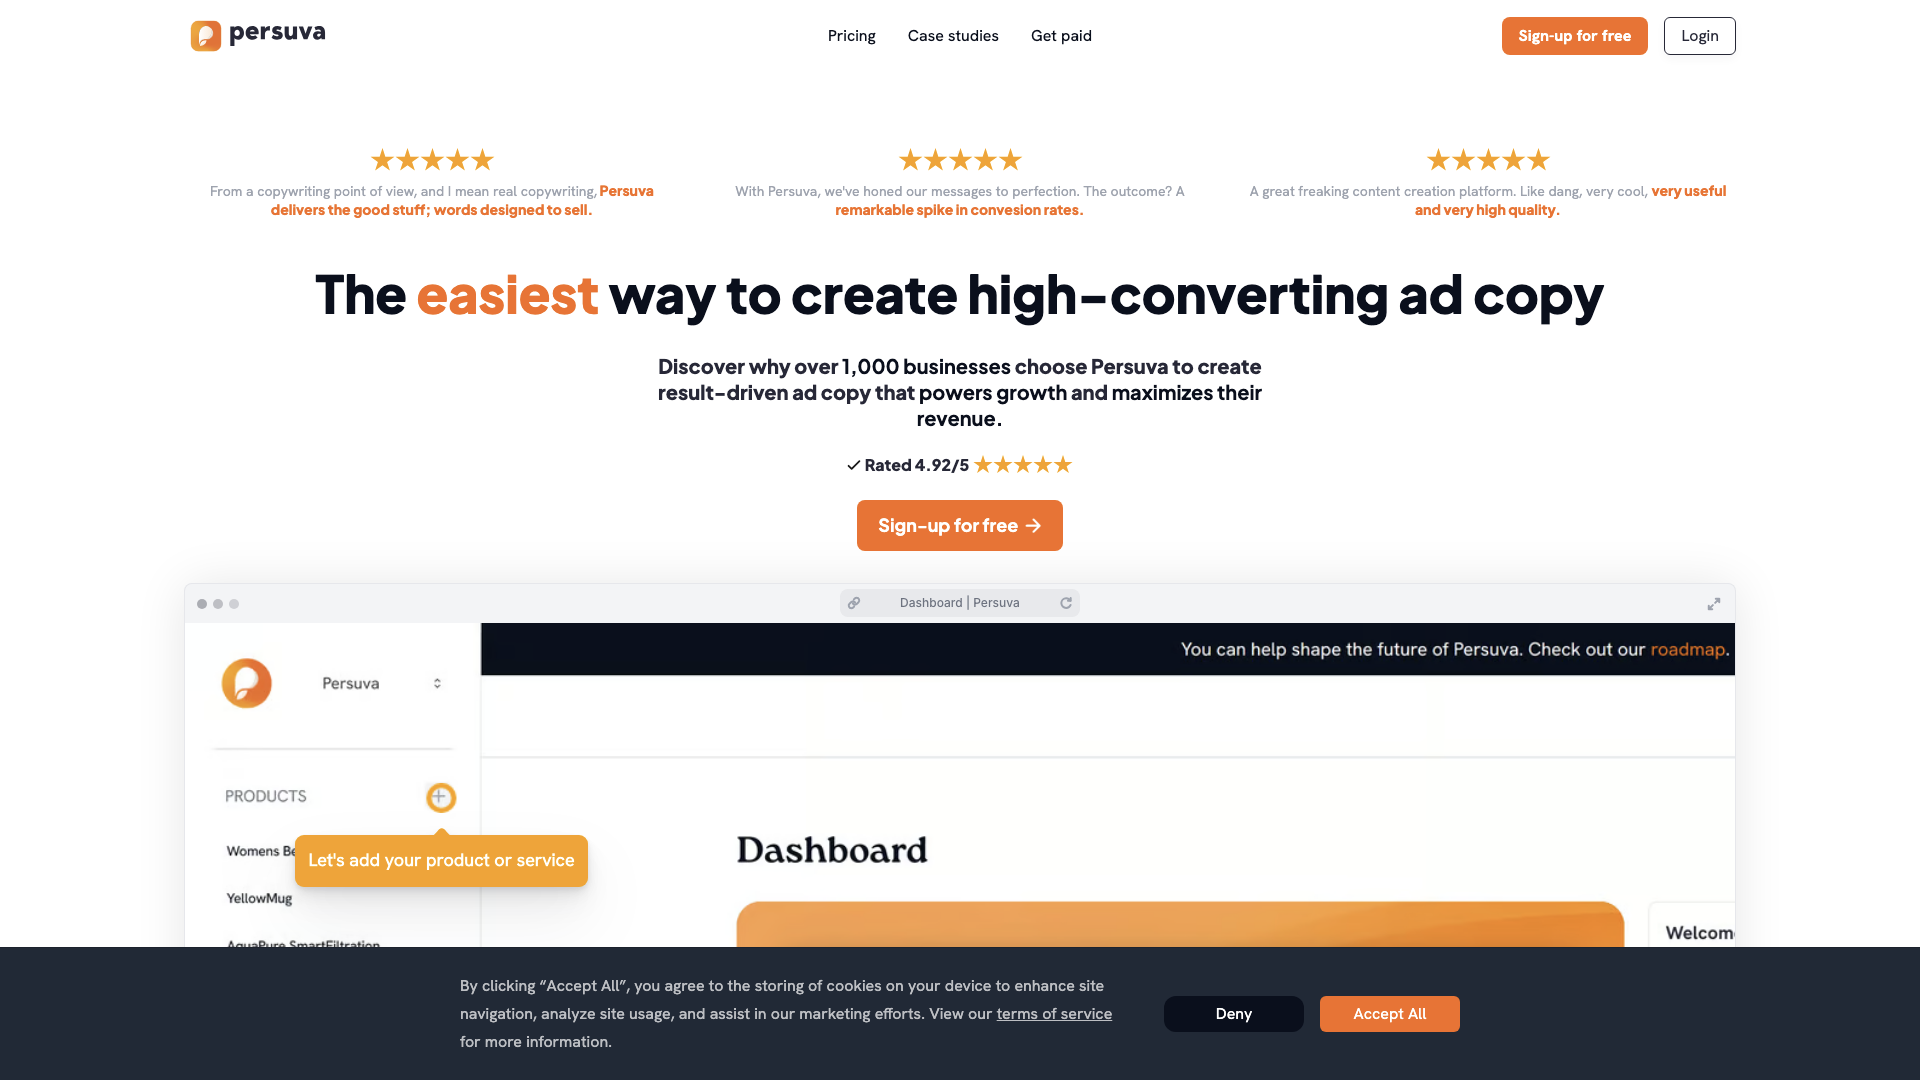 persuva
Pricing
Case studies
Get paid
Sign-up for free
Login
From a copywriting point of view, and I mean real copywriting, Persuva
delivers the good stuff; words designed to sell.
With Persuva, we've honed our messages to perfection. The outcome? A
remarkable spike in convesion rates.
A great freaking content creation platform. Like dang, very cool, very useful
and very high quality.
The easiest way to create high-converting ad copy
Discover why over 1,000 businesses choose Persuva to create
result-driven ad copy that powers growth and maximizes their
revenue.
Rated 4.92/5
Sign-up for free →
Dashboard | Persuva
You can help shape the future of Persuva. Check out our roadmap.
Persuva
PRODUCTS
Womens Be
Let's add your product or service
YellowMug
AquaPure SmartFiltration
Dashboard
Welcom
By clicking “Accept All”, you agree to the storing of cookies on your device to enhance site
navigation, analyze site usage, and assist in our marketing efforts. View our terms of service
for more information.
Deny
Accept All